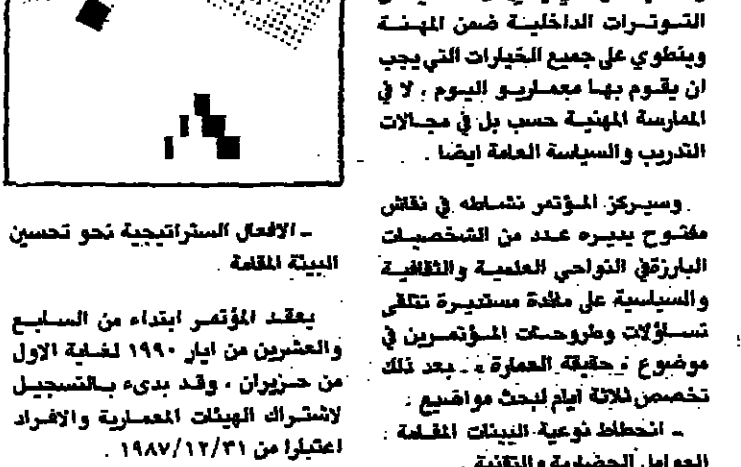 التوترات الداخلية ضمن المهنة
وينطوي على جميع الخيارات التي يجب
ان يقوم بها معماريو اليوم ، لا في
الممارسة المهنية حسب بل في مجالات
التدريب والسياسة العامة ايضا .
وسيركز المؤتمر نشاطه في نقاش
مفتوح يديره عدد من الشخصيات
البارزة في النواحي العلمية والثقافية
والسياسية على مائدة مستديرة تتلقى
تساؤلات وطروحات المؤتمرين في
موضوع « حقيقة العمارة » . بعد ذلك
تخصص ثلاثة ايام لبحث مواضيع :
ـ انحطاط نوعية البيئات المقامة :
العوامل الحضارية والتقنية .
ـ الافعال الستراتيجية نحو تحسين
البيئة المقامة .
يعقد المؤتمر ابتداء من السابع
والعشرين من ايار ١٩٩٠ لغاية الاول
من حزيران ، وقد بدىء بالتسجيل
لاشتراك الهيئات المعمارية والافراد
اعتبارا من ١٩٨٧/١٢/٣١ .